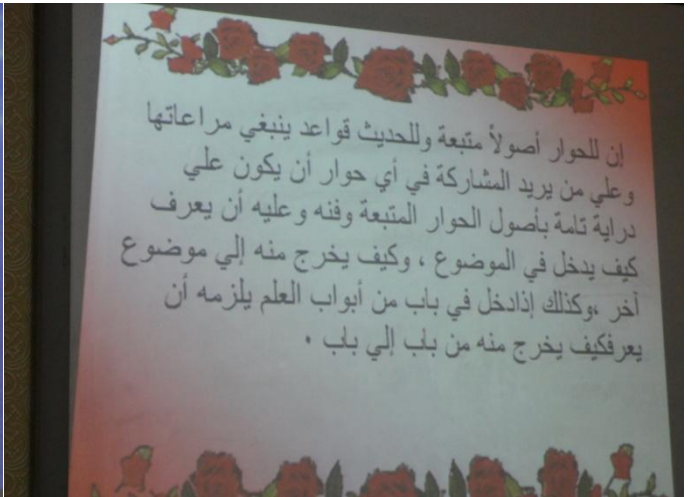 إن للحوار أصولاً متبعة وللحديث قواعد ينبغي مراعاتها
وعلي من يريد المشاركة في أي حوار أن يكون علي
دراية تامة بأصول الحوار المتبعة وفنه وعليه أن يعرف
كيف يدخل في الموضوع ، وكيف يخرج منه إلي موضوع
آخر ،وكذلك إذادخل في باب من أبواب العلم يلزمه أن
يعرفكيف يخرج منه من باب إلي باب .